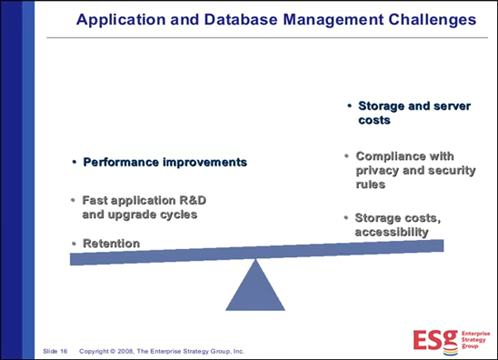 Application and Database Management Challenges
• Storage and server
costs
• Performance improvements
• Compliance with
privacy and security
rules
• Fast application R&D
and upgrade cycles
• Storage costs,
accessibility
• Retention
ESG Enterprise
Strategy
Group
Slide 16 Copyright © 2008, The Enterprise Strategy Group, Inc.